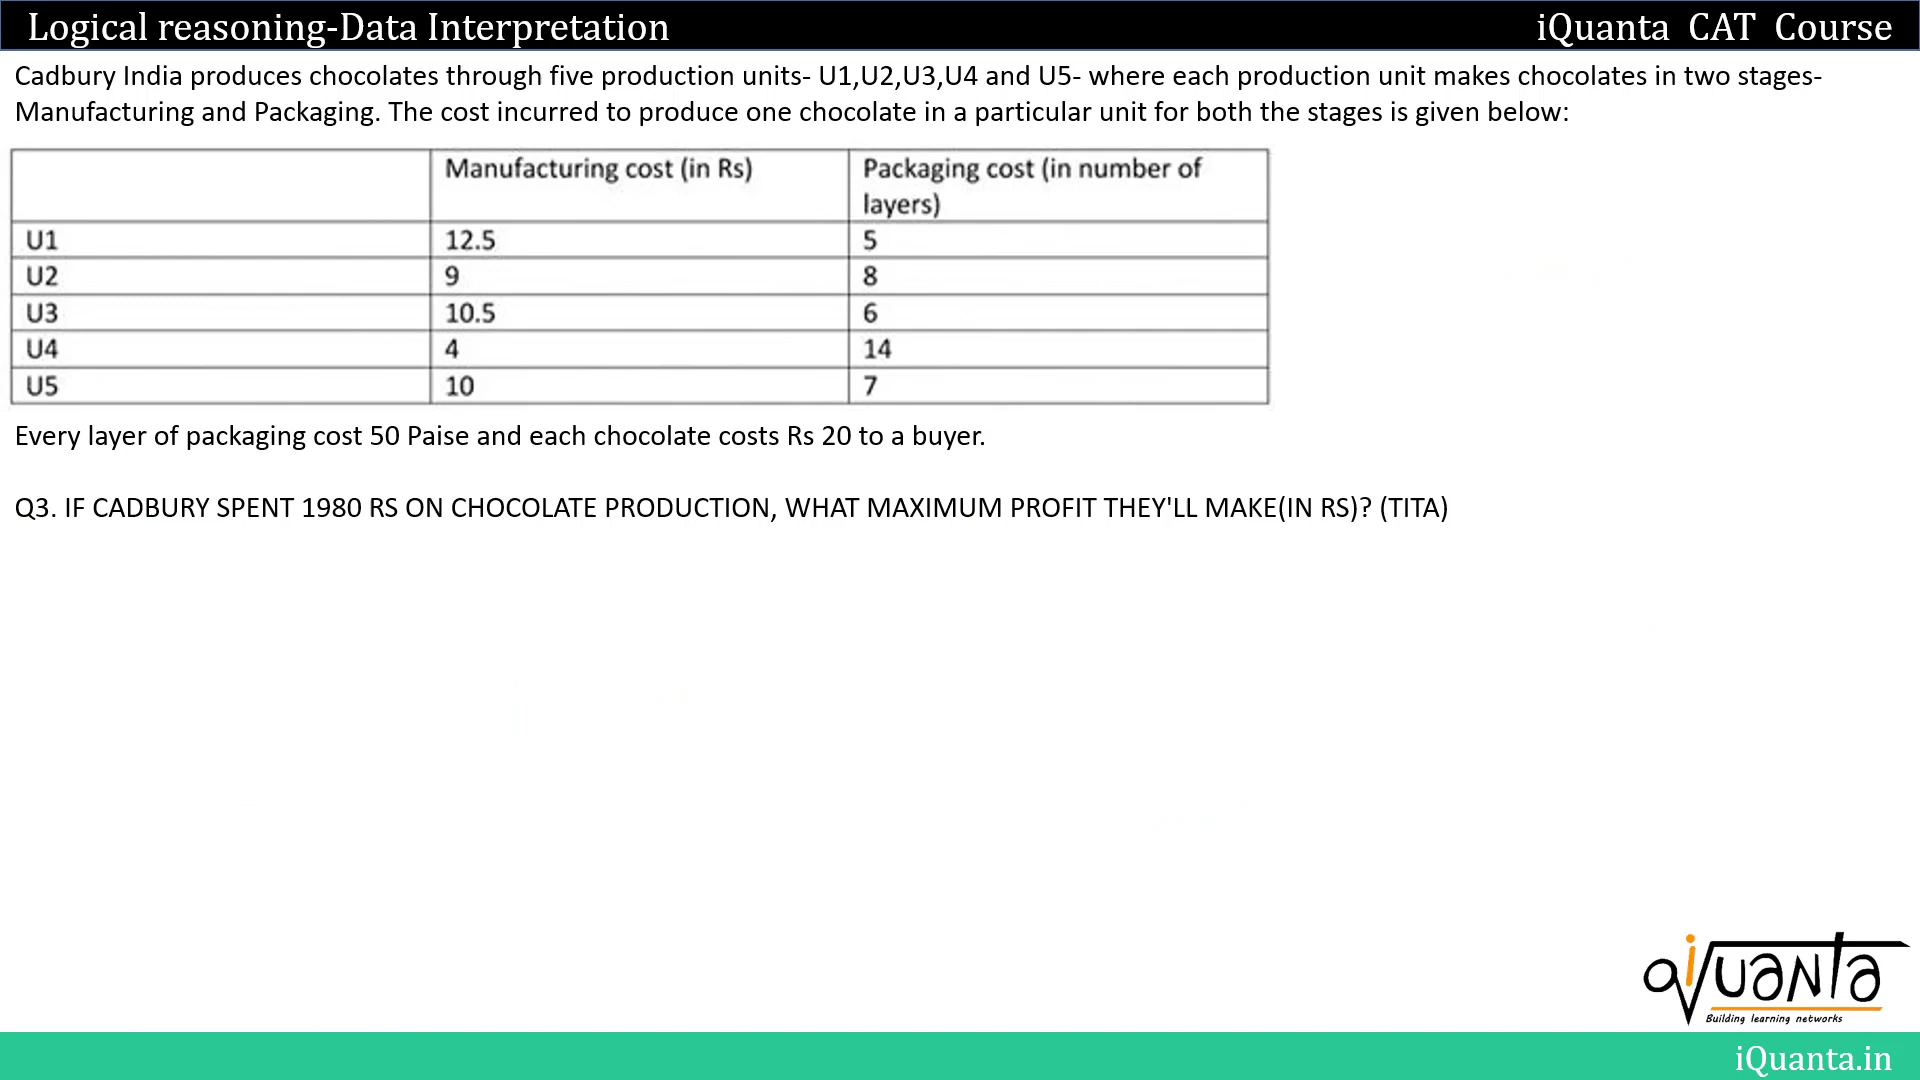 Logical reasoning-Data Interpretation
iQuanta CAT Course
Cadbury India produces chocolates through five production units- U1,U2,U3,U4 and U5- where each production unit makes chocolates in two stages-
Manufacturing and Packaging. The cost incurred to produce one chocolate in a particular unit for both the stages is given below:
Manufacturing cost (in Rs)
Packaging cost (in number of
layers)
U1 12.5 5
U2 9 8
U3 10.5 6
U4 4 14
U5 10 7
Every layer of packaging cost 50 Paise and each chocolate costs Rs 20 to a buyer.
Q3. IF CADBURY SPENT 1980 RS ON CHOCOLATE PRODUCTION, WHAT MAXIMUM PROFIT THEY'LL MAKE(IN RS)? (TITA)
iQuanta
Building learning networks
iQuanta.in